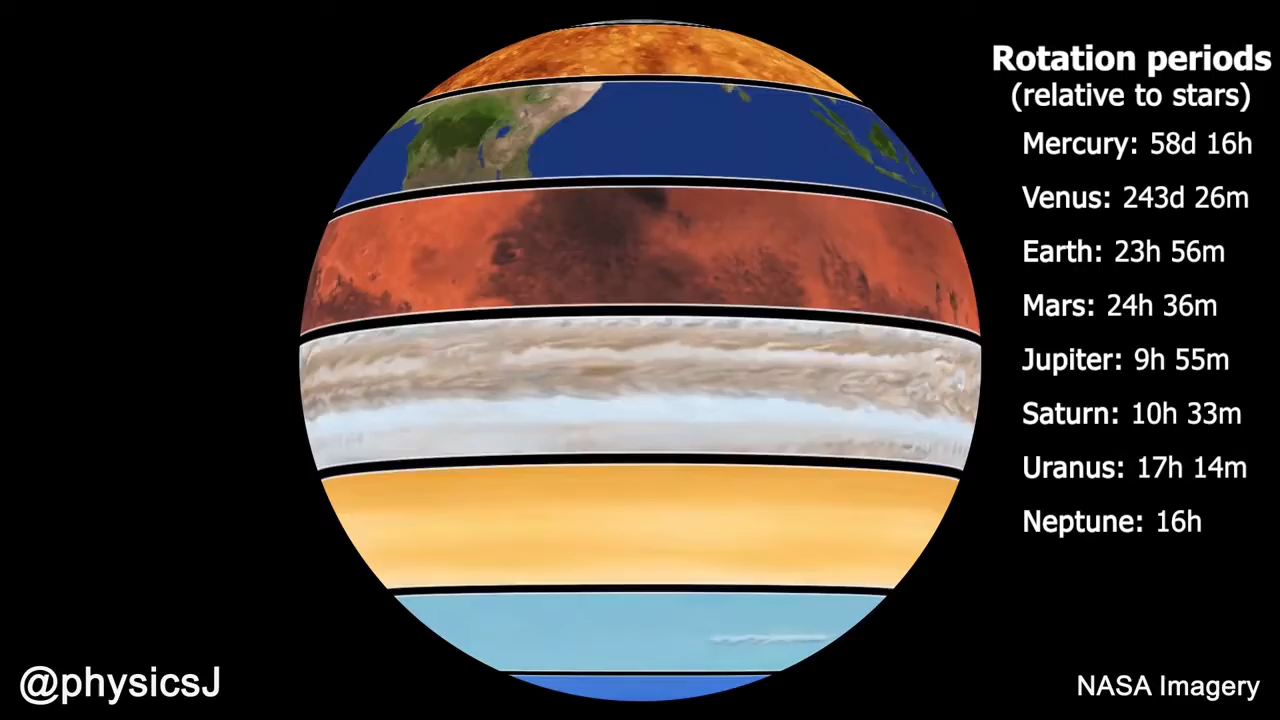 Rotation periods
(relative to stars)
Mercury: 58d 16h
Venus: 243d 26m
Earth: 23h 56m
Mars: 24h 36m
Jupiter: 9h 55m
Saturn: 10h 33m
Uranus: 17h 14m
Neptune: 16h
@physicsJ
NASA Imagery